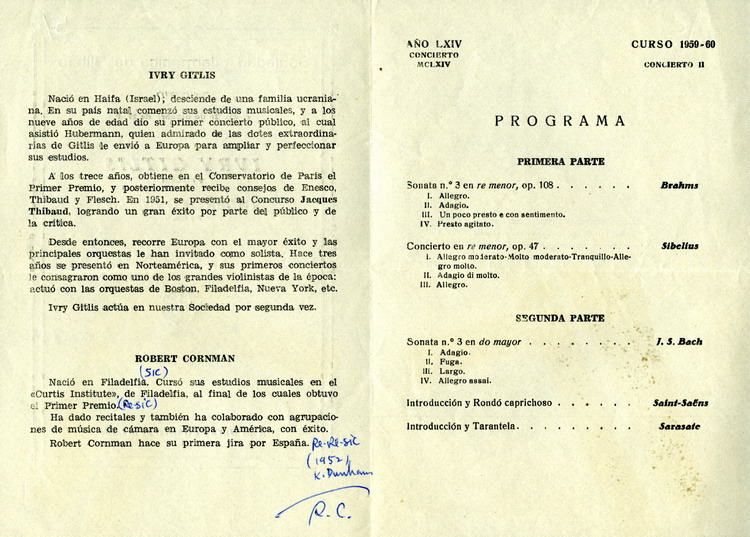 IVRY GITLIS
Nació en Haifa (Israel); desciende de una familia ucrania-
na. En su país natal comenzó sus estudios musicales, y a los
nueve años de edad dio su primer concierto público, al cual
asistió Hubermann, quien admirado de las dotes extraordina-
rias de Gitlis le envió a Europa para ampliar y perfeccionar
sus estudios.
A los trece años, obtiene en el Conservatorio de París el
Primer Premio, y posteriormente recibe consejos de Enesco,
Thibaud y Flesch. En 1951, se presentó al Concurso Jacques
Thibaud, logrando un gran éxito por parte del público y de
la crítica.
Desde entonces, recorre Europa con el mayor éxito y las
principales orquestas le han invitado como solista. Hace tres
años se presentó en Norteamérica, y sus primeros conciertos
le consagraron como uno de los grandes violinistas de la época:
actuó con las orquestas de Boston, Filadelfia, Nueva York, etc.
Ivry Gitlis actúa en nuestra Sociedad por segunda vez.
ROBERT CORNMAN
(SIC)
Nació en Filadelfia. Cursó sus estudios musicales en el
«Curtis Institute», de Filadelfia, al final de los cuales obtuvo
el Primer Premio. (Re-SIC)
Ha dado recitales y también ha colaborado con agrupacio-
nes de música de cámara en Europa y América, con éxito.
Robert Cornman hace su primera jira por España. Re-Re-SIC
(1952)
K. Dunham
R.C.
AÑO LXIV
CONCIERTO
MCLXIV
CURSO 1959-60
CONCIERTO II
PROGRAMA
PRIMERA PARTE
Sonata n.º 3 en re menor, op. 108 . . . . . . Brahms
I. Allegro.
II. Adagio.
III. Un poco presto e con sentimento.
IV. Presto agitato.
Concierto en re menor, op. 47 . . . . . . . Sibelius
I. Allegro moderato-Molto moderato-Tranquillo-Alle-
gro molto.
II. Adagio di molto.
III. Allegro.
SEGUNDA PARTE
Sonata n.º 3 en do mayor . . . . . . . . J. S. Bach
I. Adagio.
II. Fuga.
III. Largo.
IV. Allegro assai.
Introducción y Rondó caprichoso . . . . . . Saint-Saëns
Introducción y Tarantela . . . . . . . . . Sarasate